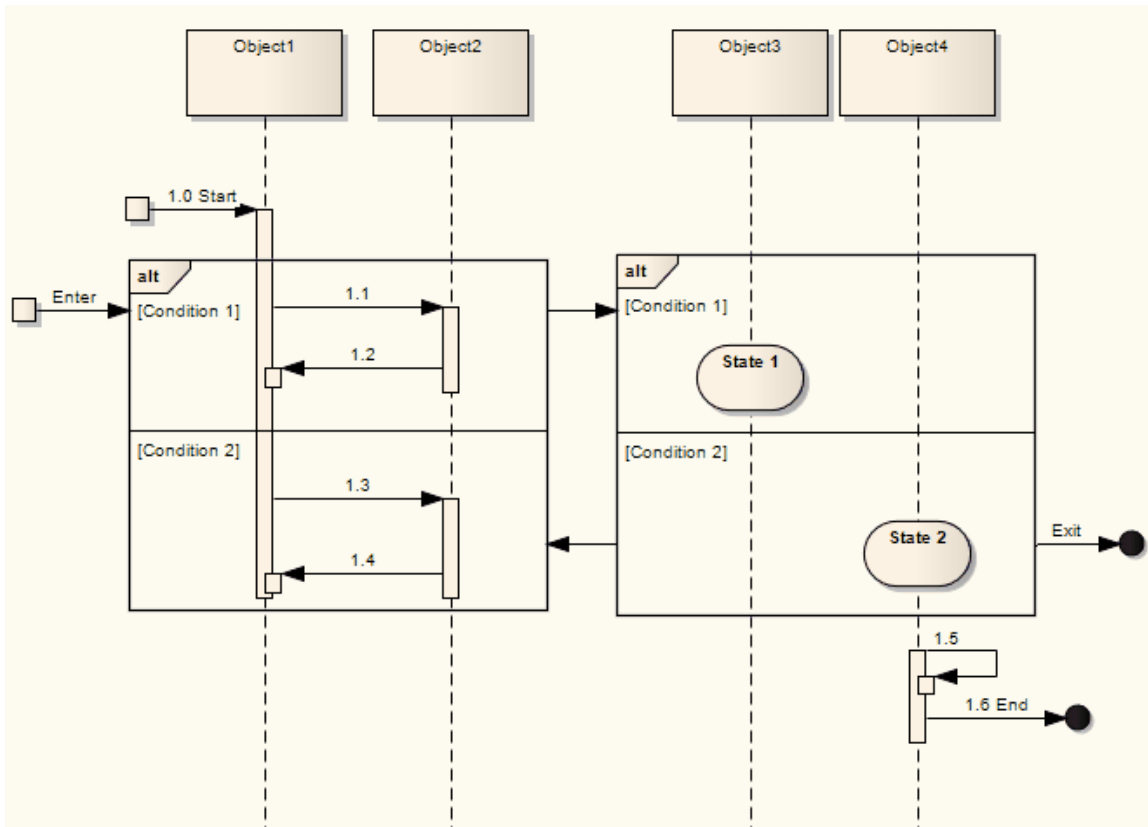 Object1
Object2
Object3
Object4
1.0 Start
alt
alt
Enter
[Condition 1]
1.1
[Condition 1]
1.2
State 1
[Condition 2]
[Condition 2]
1.3
Exit
State 2
1.4
1.5
1.6 End